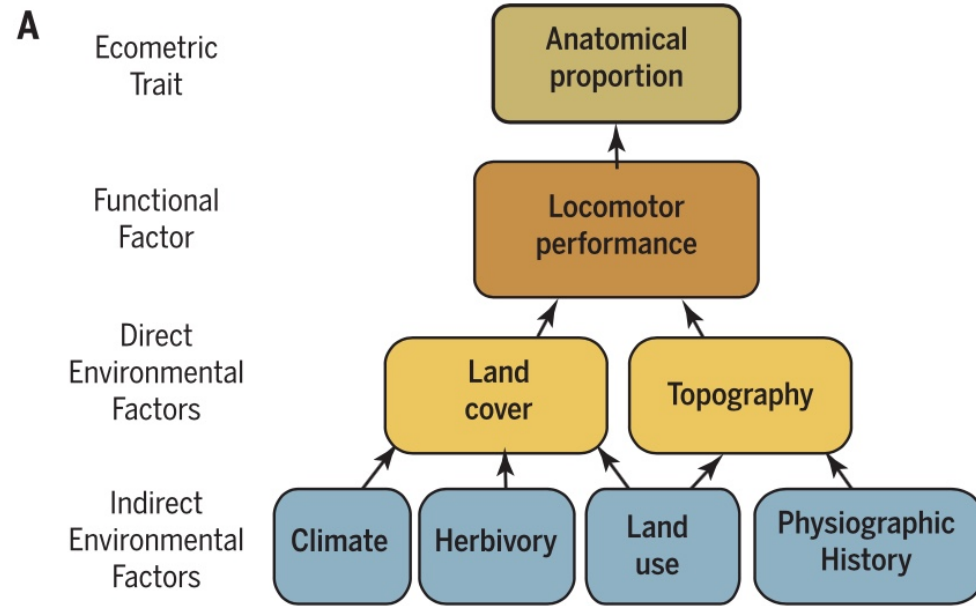 A
Ecometric
Trait
Anatomical
proportion
Functional
Factor
Locomotor
performance
Direct
Environmental
Factors
Land
cover
Topography
Indirect
Environmental
Factors
Climate
Herbivory
Land
use
Physiographic
History